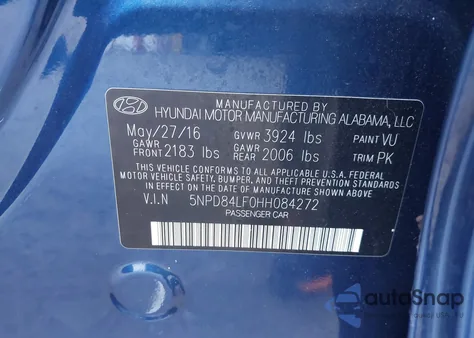 MANUFACTURED BY
HYUNDAI MOTOR MANUFACTURING ALABAMA, LLC
May/27/16 GVWR 3924 lbs PAINT VU
GAWR FRONT 2183 lbs GAWR REAR 2006 lbs TRIM PK
THIS VEHICLE CONFORMS TO ALL APPLICABLE U.S.A. FEDERAL
MOTOR VEHICLE SAFETY, BUMPER, AND THEFT PREVENTION STANDARDS
IN EFFECT ON THE DATE OF MANUFACTURE SHOWN ABOVE.
V.I.N 5NPD84LF0HH084272
PASSENGER CAR
autoSnap